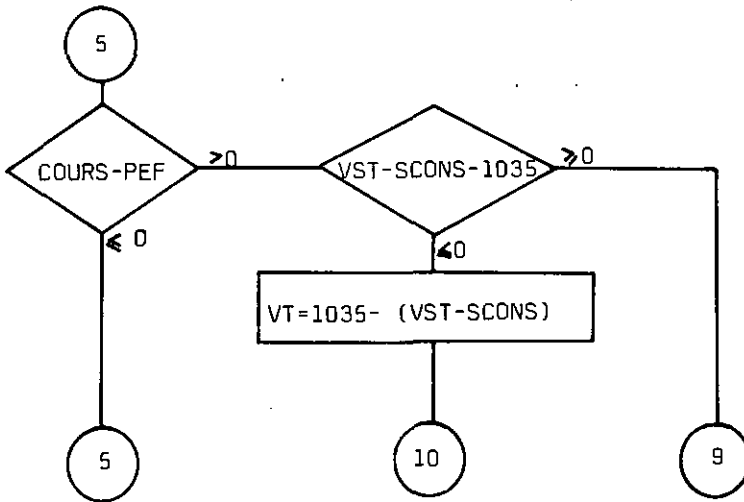 5
COURS-PEF
>0
VST-SCONS-1035
⩾0
⩽ 0
⩽0
VT=1035- (VST-SCONS)
5
10
9